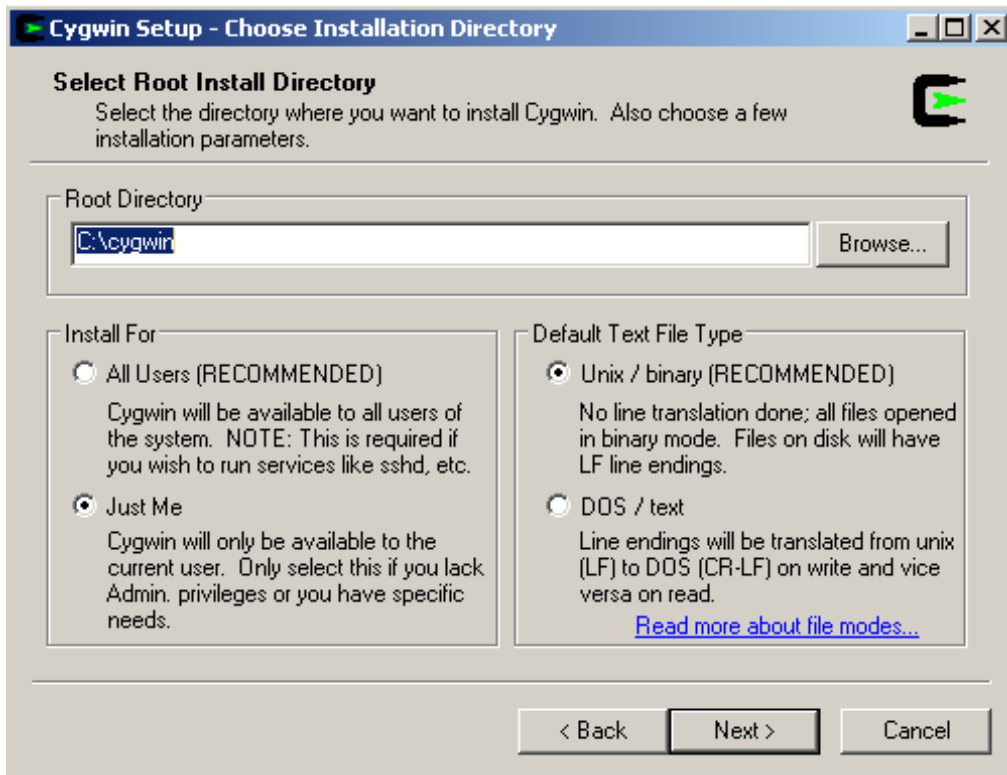 Cygwin Setup - Choose Installation Directory
Select Root Install Directory
Select the directory where you want to install Cygwin.  Also choose a few
installation parameters.
Root Directory
C:\cygwin
Browse...
Install For
All Users (RECOMMENDED)
Cygwin will be available to all users of
the system.  NOTE: This is required if
you wish to run services like sshd, etc.
Just Me
Cygwin will only be available to the
current user.  Only select this if you lack
Admin. privileges or you have specific
needs.
Default Text File Type
Unix / binary (RECOMMENDED)
No line translation done; all files opened
in binary mode.  Files on disk will have
LF line endings.
DOS / text
Line endings will be translated from unix
(LF) to DOS (CR-LF) on write and vice
versa on read.
Read more about file modes...
< Back
Next >
Cancel